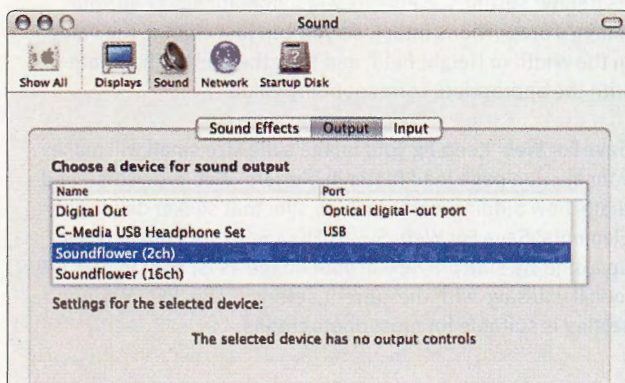 Sound
Show All Displays Sound Network Startup Disk
Sound Effects Output Input
Choose a device for sound output
Name Port
Digital Out Optical digital-out port
C-Media USB Headphone Set USB
Soundflower (2ch)
Soundflower (16ch)
Settings for the selected device:
The selected device has no output controls